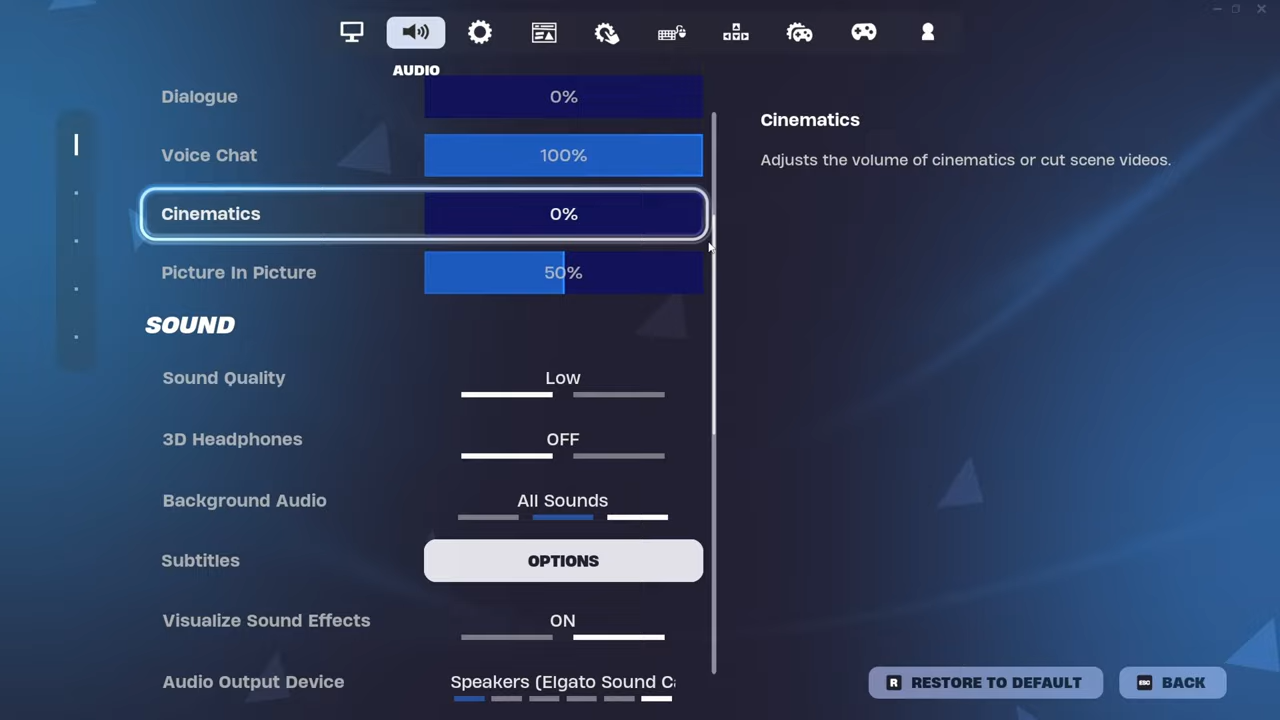 AUDIO
Dialogue 0%
Voice Chat 100%
Cinematics 0%
Picture In Picture 50%
SOUND
Sound Quality Low
3D Headphones OFF
Background Audio All Sounds
Subtitles OPTIONS
Visualize Sound Effects ON
Audio Output Device Speakers (Elgato Sound
Cinematics
Adjusts the volume of cinematics or cut scene videos.
R RESTORE TO DEFAULT
ESC BACK